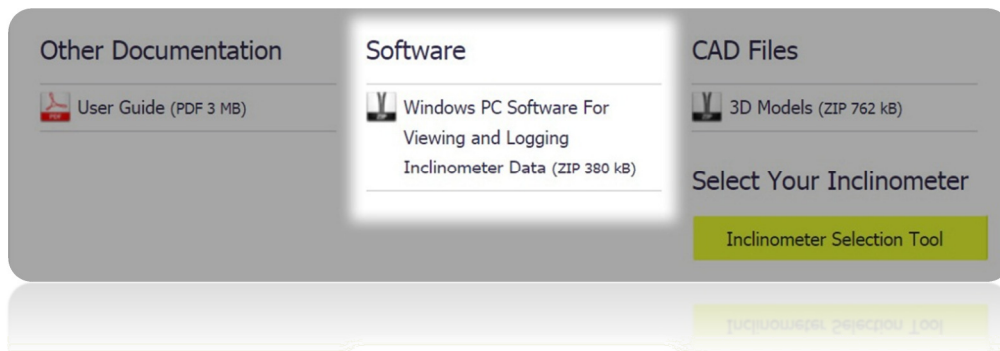 Other Documentation
User Guide (PDF 3 MB)
Software
Windows PC Software For
Viewing and Logging
Inclinometer Data (ZIP 380 kB)
CAD Files
3D Models (ZIP 762 kB)
Select Your Inclinometer
Inclinometer Selection Tool